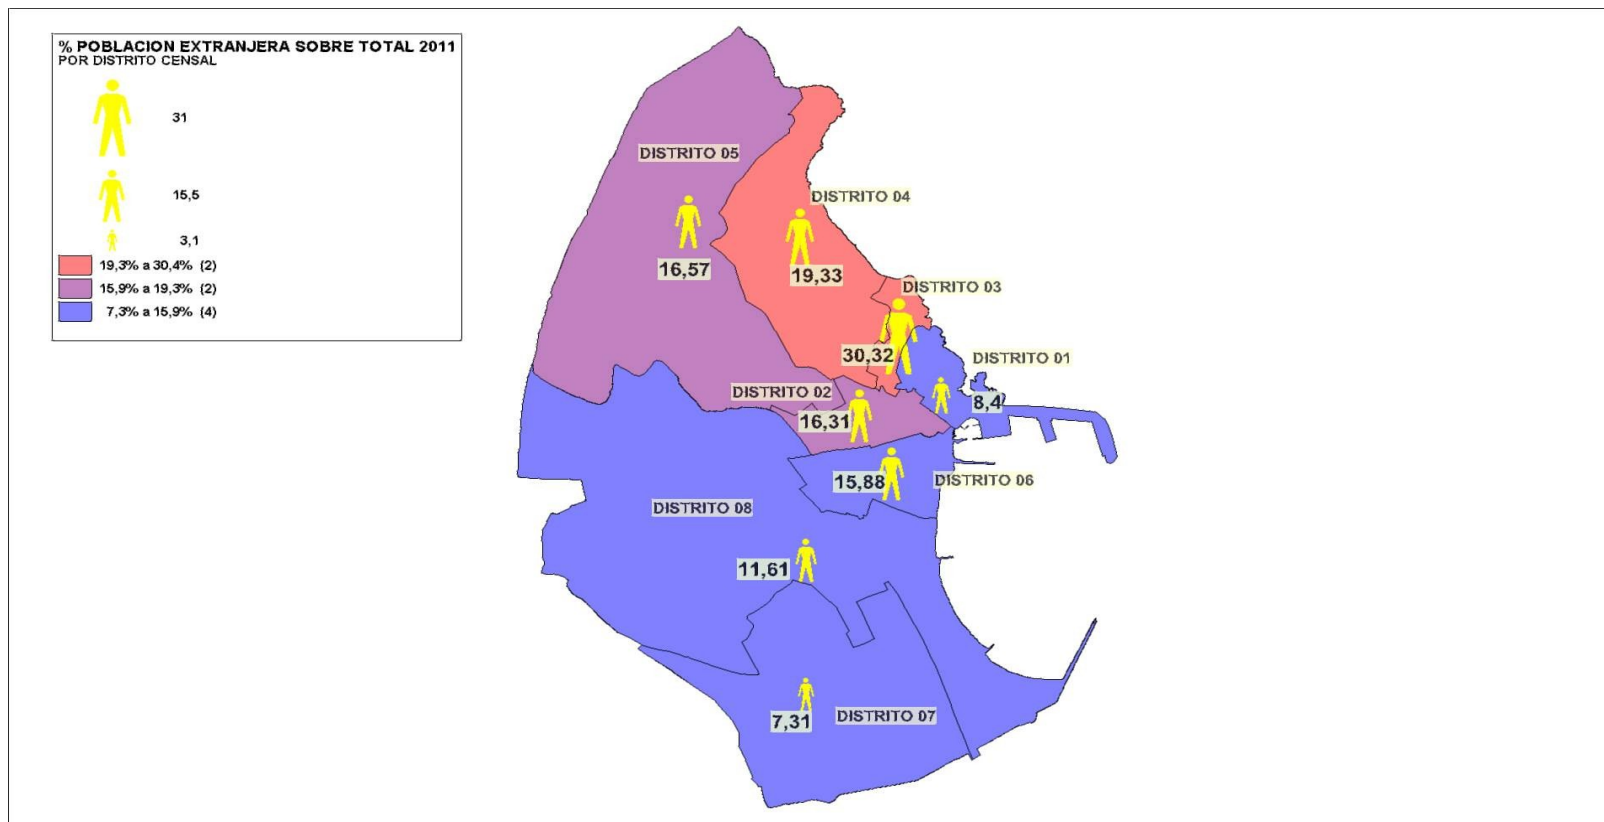 % POBLACION EXTRANJERA SOBRE TOTAL 2011
POR DISTRITO CENSAL
31
15,5
3,1
19,3% a 30,4% (2)
15,9% a 19,3% (2)
7,3% a 15,9% (4)
DISTRITO 05
16,57
DISTRITO 04
19,33
DISTRITO 03
30,32
DISTRITO 01
8,4
DISTRITO 02
16,31
DISTRITO 06
15,88
DISTRITO 08
11,61
DISTRITO 07
7,31